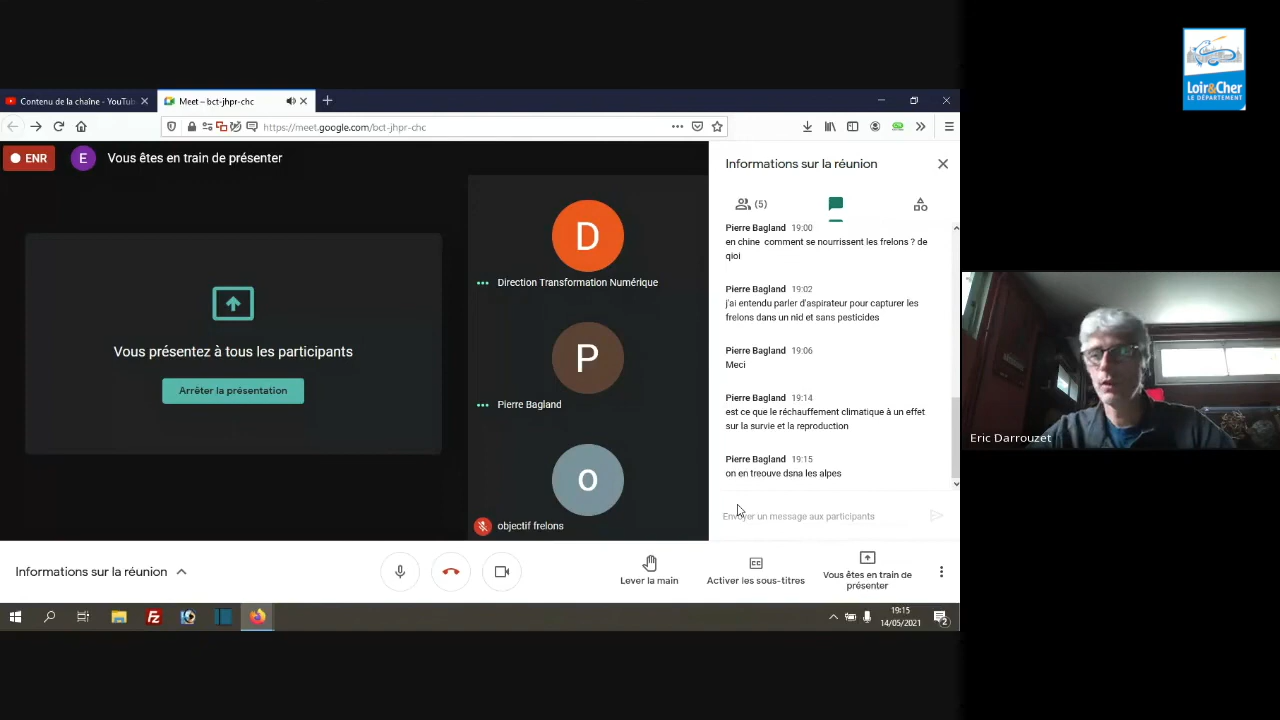 Loir&Cher
LE DÉPARTEMENT
Contenu de la chaîne - YouTub
Meet – bct-jhpr-chc
https://meet.google.com/bct-jhpr-chc
ENR
E
Vous êtes en train de présenter
Vous présentez à tous les participants
Arrêter la présentation
D
Direction Transformation Numérique
P
Pierre Bagland
o
objectif frelons
Informations sur la réunion
(5)
Pierre Bagland 19:00
en chine comment se nourrissent les frelons ? de
qioi
Pierre Bagland 19:02
j'ai entendu parler d'aspirateur pour capturer les
frelons dans un nid et sans pesticides
Pierre Bagland 19:06
Meci
Pierre Bagland 19:14
est ce que le réchauffement climatique à un effet
sur la survie et la reproduction
Pierre Bagland 19:15
on en treouve dsna les alpes
Envoyer un message aux participants
Eric Darrouzet
Informations sur la réunion
Lever la main
CC
Activer les sous-titres
Vous êtes en train de
présenter
Fz
19:15
14/05/2021
2